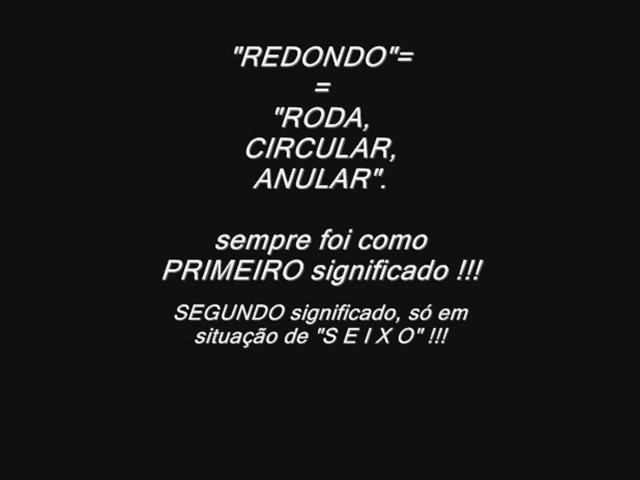 "REDONDO"=
=
"RODA,
CIRCULAR,
ANULAR".
sempre foi como
PRIMEIRO significado !!!
SEGUNDO significado, só em
situação de "S E I X O" !!!